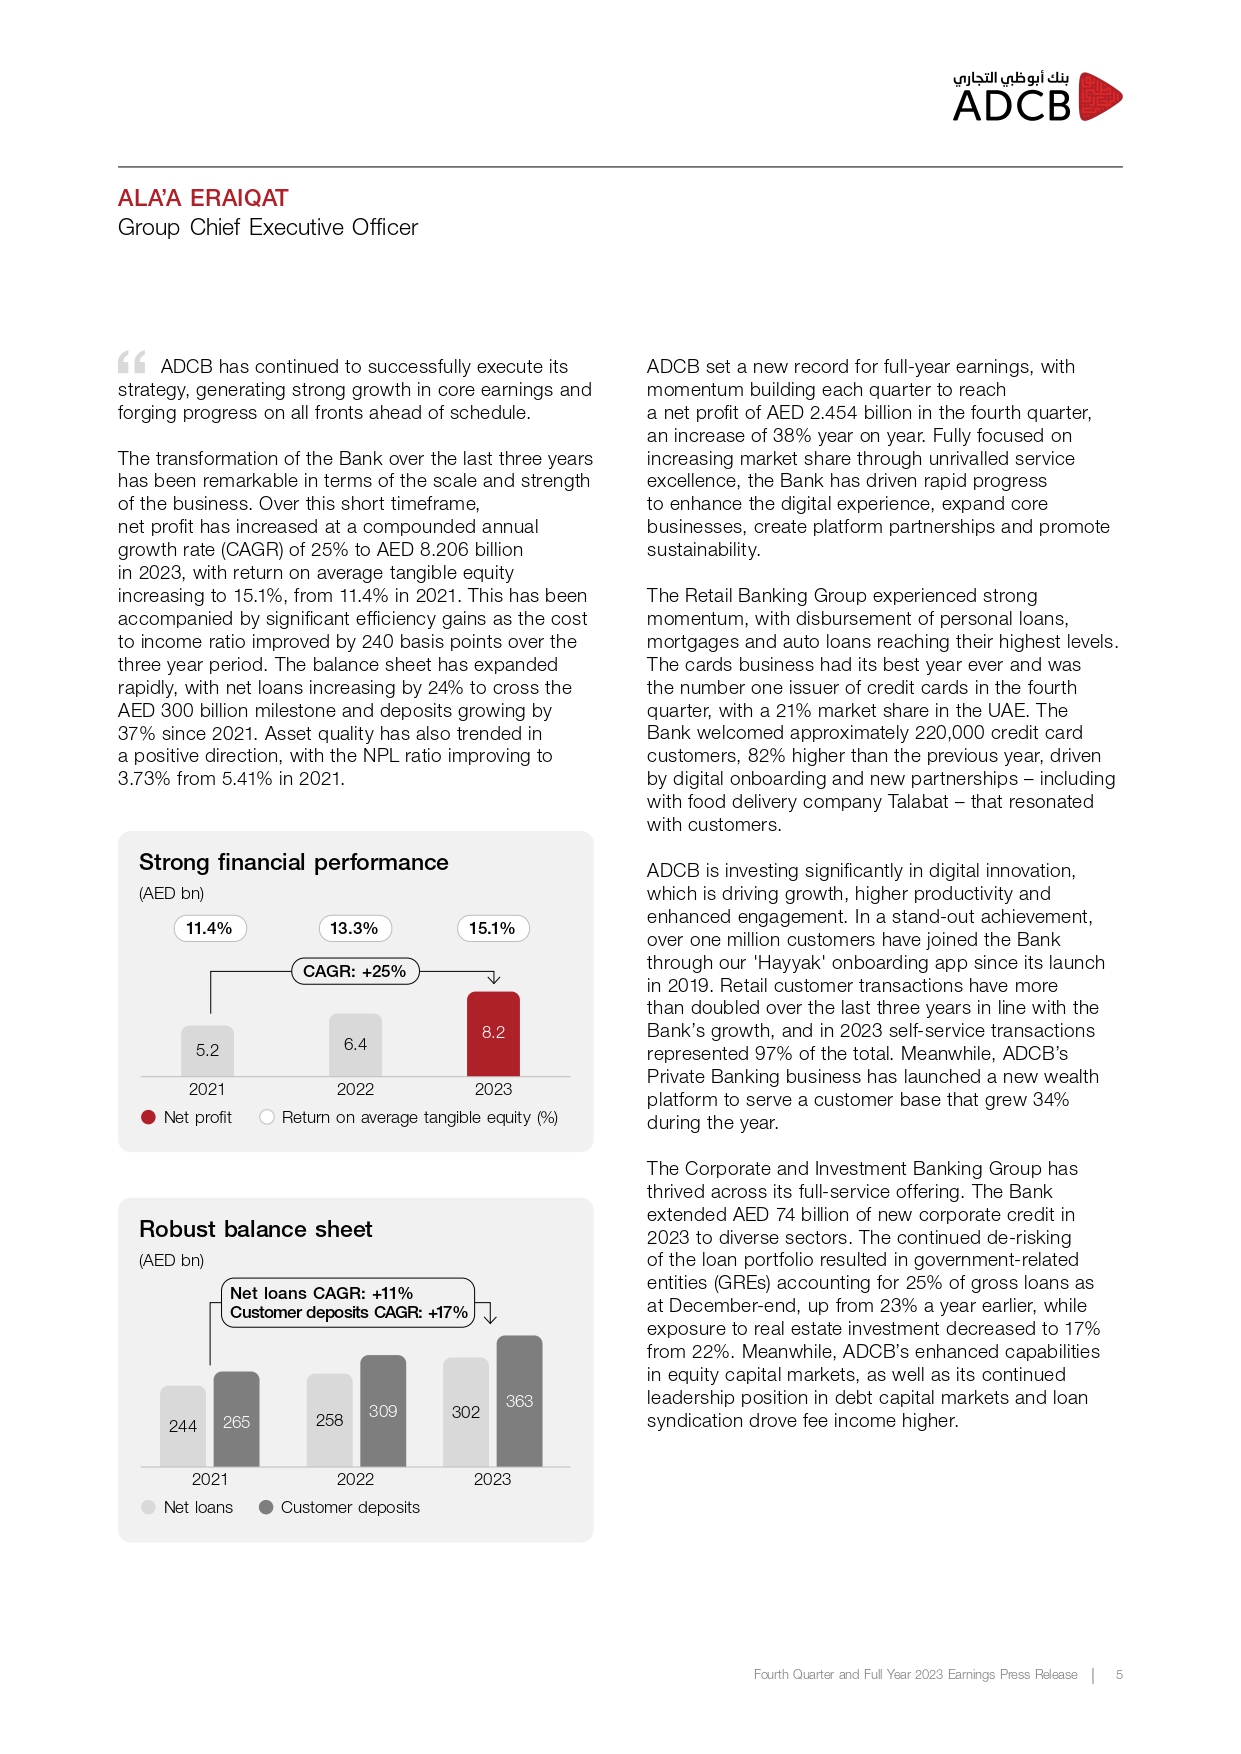 بنك أبوظبي التجاري
ADCB
ALA’A ERAIQAT
Group Chief Executive Officer
“ ADCB has continued to successfully execute its
strategy, generating strong growth in core earnings and
forging progress on all fronts ahead of schedule.
The transformation of the Bank over the last three years
has been remarkable in terms of the scale and strength
of the business. Over this short timeframe,
net profit has increased at a compounded annual
growth rate (CAGR) of 25% to AED 8.206 billion
in 2023, with return on average tangible equity
increasing to 15.1%, from 11.4% in 2021. This has been
accompanied by significant efficiency gains as the cost
to income ratio improved by 240 basis points over the
three year period. The balance sheet has expanded
rapidly, with net loans increasing by 24% to cross the
AED 300 billion milestone and deposits growing by
37% since 2021. Asset quality has also trended in
a positive direction, with the NPL ratio improving to
3.73% from 5.41% in 2021.
Strong financial performance
(AED bn)
11.4% 13.3% 15.1%
CAGR: +25%
5.2 6.4 8.2
2021 2022 2023
Net profit Return on average tangible equity (%)
Robust balance sheet
(AED bn)
Net loans CAGR: +11%
Customer deposits CAGR: +17%
244 265 258 309 302 363
2021 2022 2023
Net loans Customer deposits
ADCB set a new record for full-year earnings, with
momentum building each quarter to reach
a net profit of AED 2.454 billion in the fourth quarter,
an increase of 38% year on year. Fully focused on
increasing market share through unrivalled service
excellence, the Bank has driven rapid progress
to enhance the digital experience, expand core
businesses, create platform partnerships and promote
sustainability.
The Retail Banking Group experienced strong
momentum, with disbursement of personal loans,
mortgages and auto loans reaching their highest levels.
The cards business had its best year ever and was
the number one issuer of credit cards in the fourth
quarter, with a 21% market share in the UAE. The
Bank welcomed approximately 220,000 credit card
customers, 82% higher than the previous year, driven
by digital onboarding and new partnerships – including
with food delivery company Talabat – that resonated
with customers.
ADCB is investing significantly in digital innovation,
which is driving growth, higher productivity and
enhanced engagement. In a stand-out achievement,
over one million customers have joined the Bank
through our 'Hayyak' onboarding app since its launch
in 2019. Retail customer transactions have more
than doubled over the last three years in line with the
Bank’s growth, and in 2023 self-service transactions
represented 97% of the total. Meanwhile, ADCB’s
Private Banking business has launched a new wealth
platform to serve a customer base that grew 34%
during the year.
The Corporate and Investment Banking Group has
thrived across its full-service offering. The Bank
extended AED 74 billion of new corporate credit in
2023 to diverse sectors. The continued de-risking
of the loan portfolio resulted in government-related
entities (GREs) accounting for 25% of gross loans as
at December-end, up from 23% a year earlier, while
exposure to real estate investment decreased to 17%
from 22%. Meanwhile, ADCB’s enhanced capabilities
in equity capital markets, as well as its continued
leadership position in debt capital markets and loan
syndication drove fee income higher.
Fourth Quarter and Full Year 2023 Earnings Press Release | 5